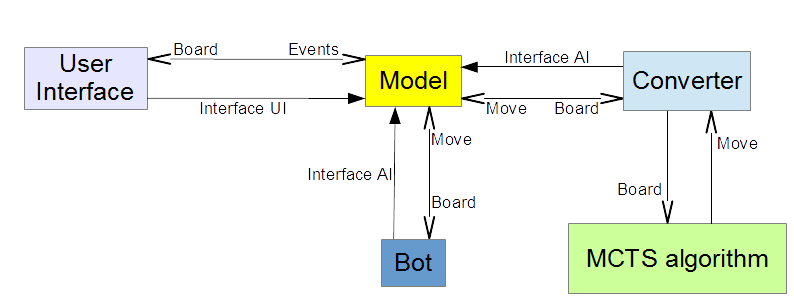 Board
Events
Interface AI
User
Interface
Model
Converter
Interface UI
Move
Board
Move
Move
Interface AI
Board
Board
Bot
MCTS algorithm